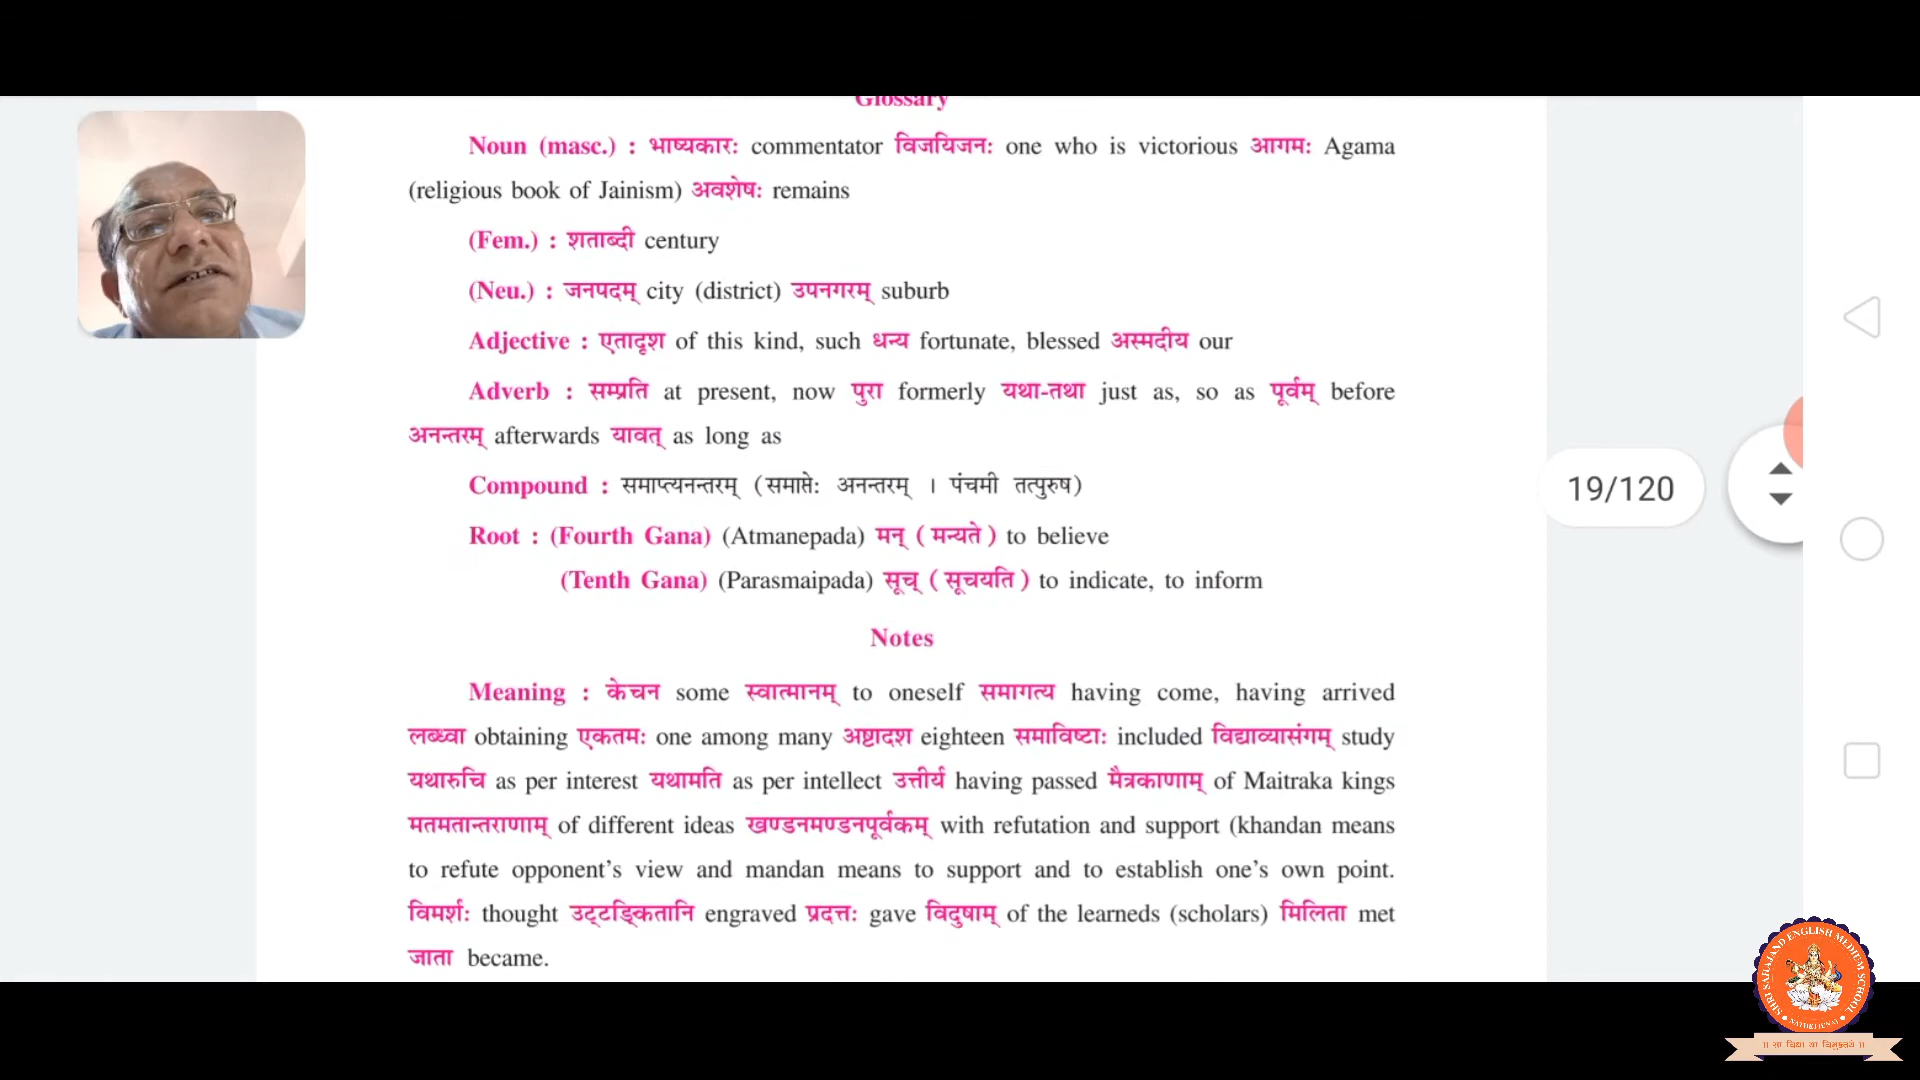 Glossary
Noun (masc.) : भाष्यकारः commentator विजयिजनः one who is victorious आगमः Agama
(religious book of Jainism) अवशेषः remains
(Fem.) : शताब्दी century
(Neu.) : जनपदम् city (district) उपनगरम् suburb
Adjective : एतादृश of this kind, such धन्य fortunate, blessed अस्मदीय our
Adverb : सम्प्रति at present, now पुरा formerly यथा-तथा just as, so as पूर्वम् before
अनन्तरम् afterwards यावत् as long as
Compound : समाप्त्यनन्तरम् (समाप्तेः अनन्तरम् । पंचमी तत्पुरुष)
19/120
Root : (Fourth Gana) (Atmanepada) मन् (मन्यते) to believe
(Tenth Gana) (Parasmaipada) सूच् (सूचयति) to indicate, to inform
Notes
Meaning : केचन some स्वात्मानम् to oneself समागत्य having come, having arrived
लब्ध्वा obtaining एकतमः one among many अष्टादश eighteen समाविष्टाः included विद्याव्यासंगम् study
यथारुचि as per interest यथामति as per intellect उत्तीर्य having passed मैत्रकाणाम् of Maitraka kings
मतमतान्तराणाम् of different ideas खण्डनमण्डनपूर्वकम् with refutation and support (khandan means
to refute opponent's view and mandan means to support and to establish one's own point.
विमर्शः thought उट्टङ्कितानि engraved प्रदत्तः gave विदुषाम् of the learneds (scholars) मिलिता met
जाता became.
SHRI SAHAJANAND ENGLISH MEDIUM SCHOOL
॥ सा विद्या या विमुक्तये ॥